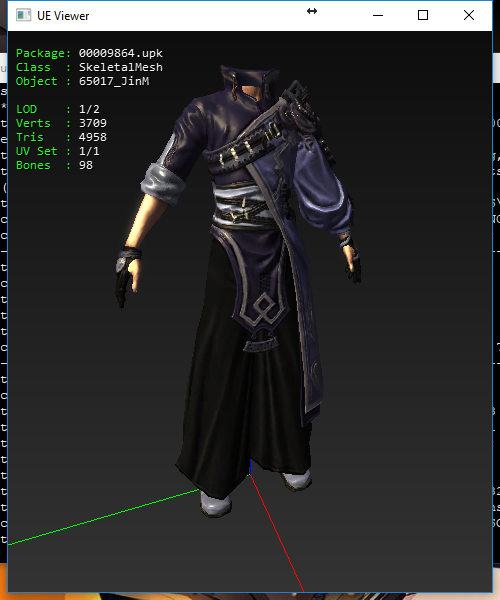 UE Viewer
Package: 00009864.upk
Class : SkeletalMesh
Object : 65017_JinM
LOD : 1/2
Verts : 3709
Tris : 4958
UV Set : 1/1
Bones : 98